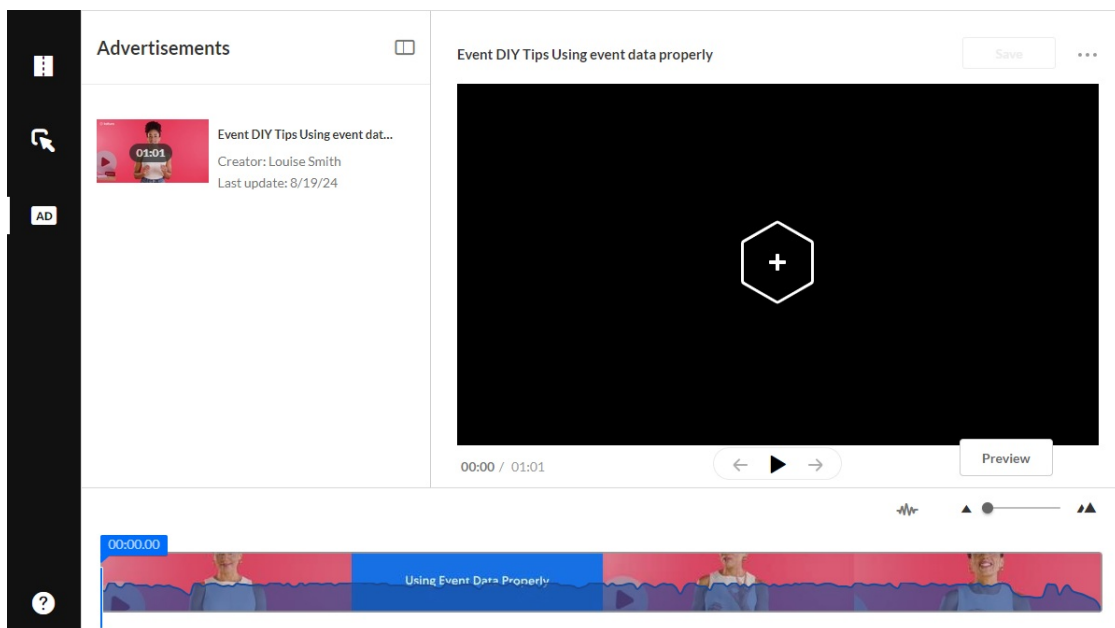 Advertisements
Event DIY Tips Using event data properly
Save
01:01
Event DIY Tips Using event dat...
Creator: Louise Smith
Last update: 8/19/24
AD
00:00 / 01:01
Preview
00:00.00
Using Event Data Properly
?